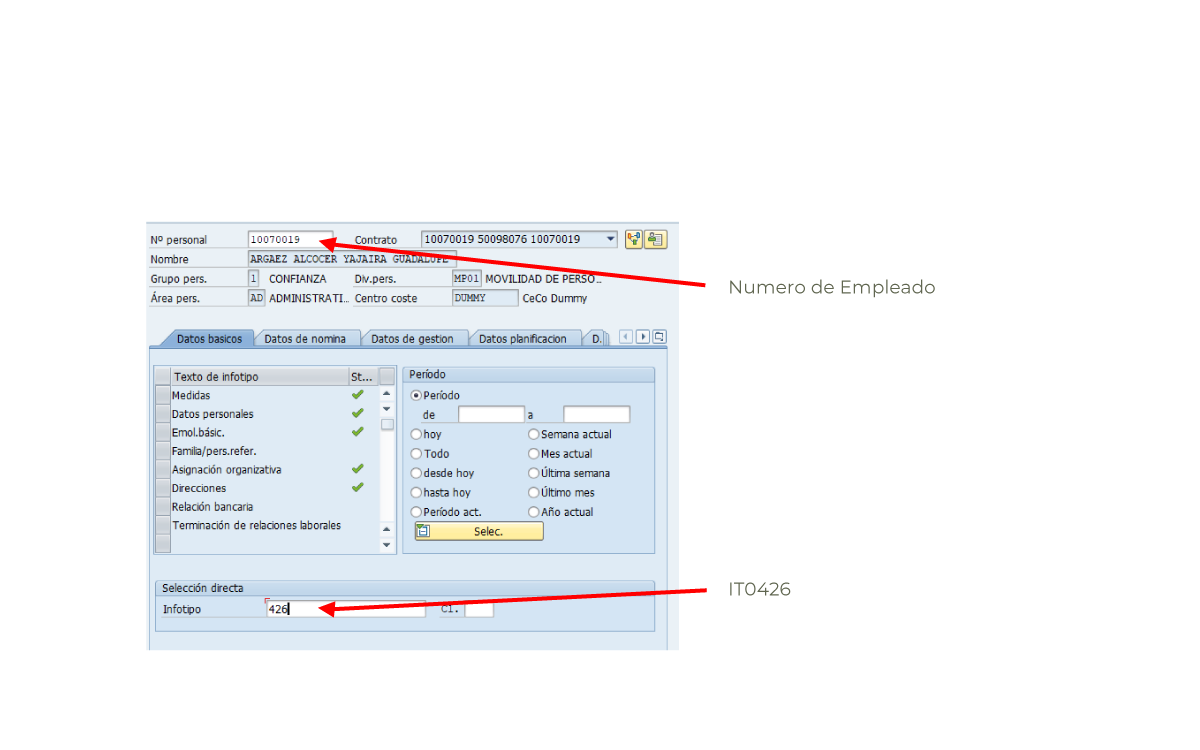 Nº personal 10070019 Contrato 10070019 50098076 10070019
Nombre ARGAEZ ALCOCER YAJAIRA GUADALUPE
Grupo pers. 1 CONFIANZA Div.pers. MP01 MOVILIDAD DE PERSO…
Área pers. AD ADMINISTRATI… Centro coste DUMMY CeCo Dummy
Numero de Empleado
Datos basicos Datos de nomina Datos de gestion Datos planificacion D.
Texto de infotipo St...
Medidas
Datos personales
Emol.básic.
Familia/pers.refer.
Asignación organizativa
Direcciones
Relación bancaria
Terminación de relaciones laborales
Período
Período
de a
hoy Semana actual
Todo Mes actual
desde hoy Última semana
hasta hoy Último mes
Período act. Año actual
Selec.
Selección directa
Infotipo 426 Cl.
IT0426